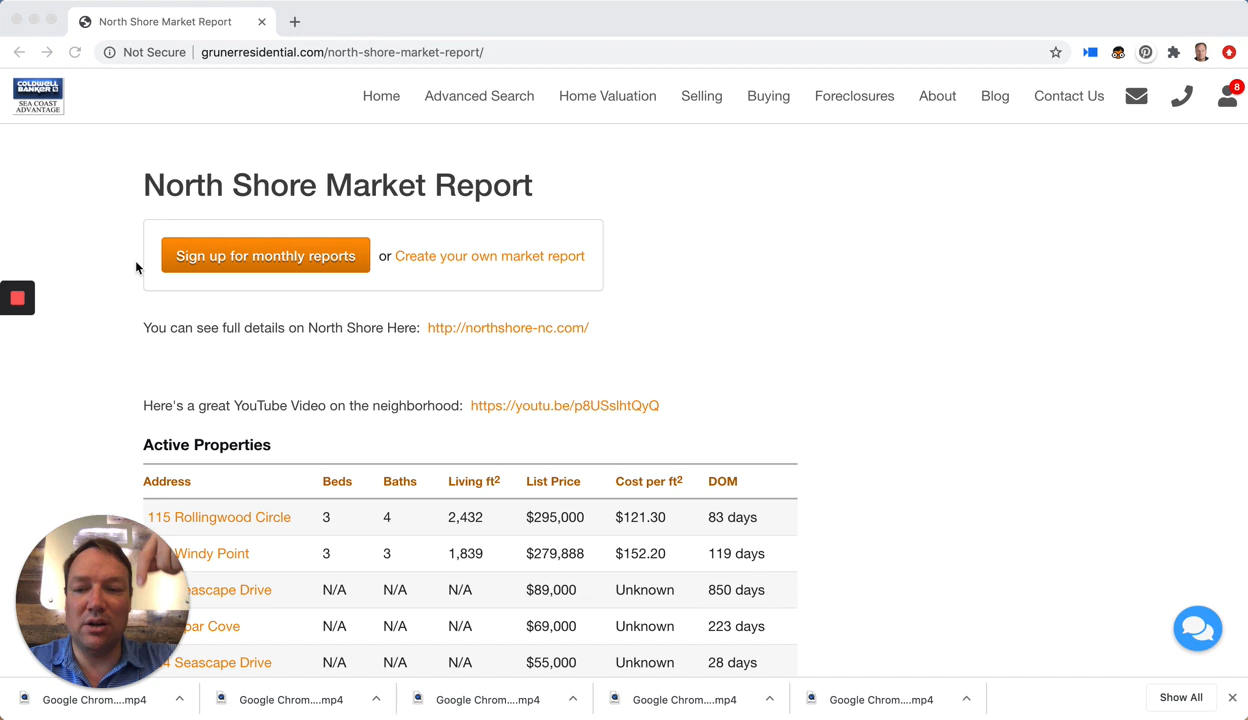 North Shore Market Report
Not Secure grunerresidential.com/north-shore-market-report/
COLDWELL BANKER
SEA COAST
ADVANTAGE
Home Advanced Search Home Valuation Selling Buying Foreclosures About Blog Contact Us 8
North Shore Market Report
Sign up for monthly reports or Create your own market report
You can see full details on North Shore Here: http://northshore-nc.com/
Here's a great YouTube Video on the neighborhood: https://youtu.be/p8USslhtQyQ
Active Properties
Address Beds Baths Living ft2 List Price Cost per ft2 DOM
115 Rollingwood Circle 3 4 2,432 $295,000 $121.30 83 days
Windy Point 3 3 1,839 $279,888 $152.20 119 days
eascape Drive N/A N/A N/A $89,000 Unknown 850 days
par Cove N/A N/A N/A $69,000 Unknown 223 days
4 Seascape Drive N/A N/A N/A $55,000 Unknown 28 days
Google Chrom....mp4 Google Chrom....mp4 Google Chrom....mp4 Google Chrom....mp4 Google Chrom....mp4 Show All